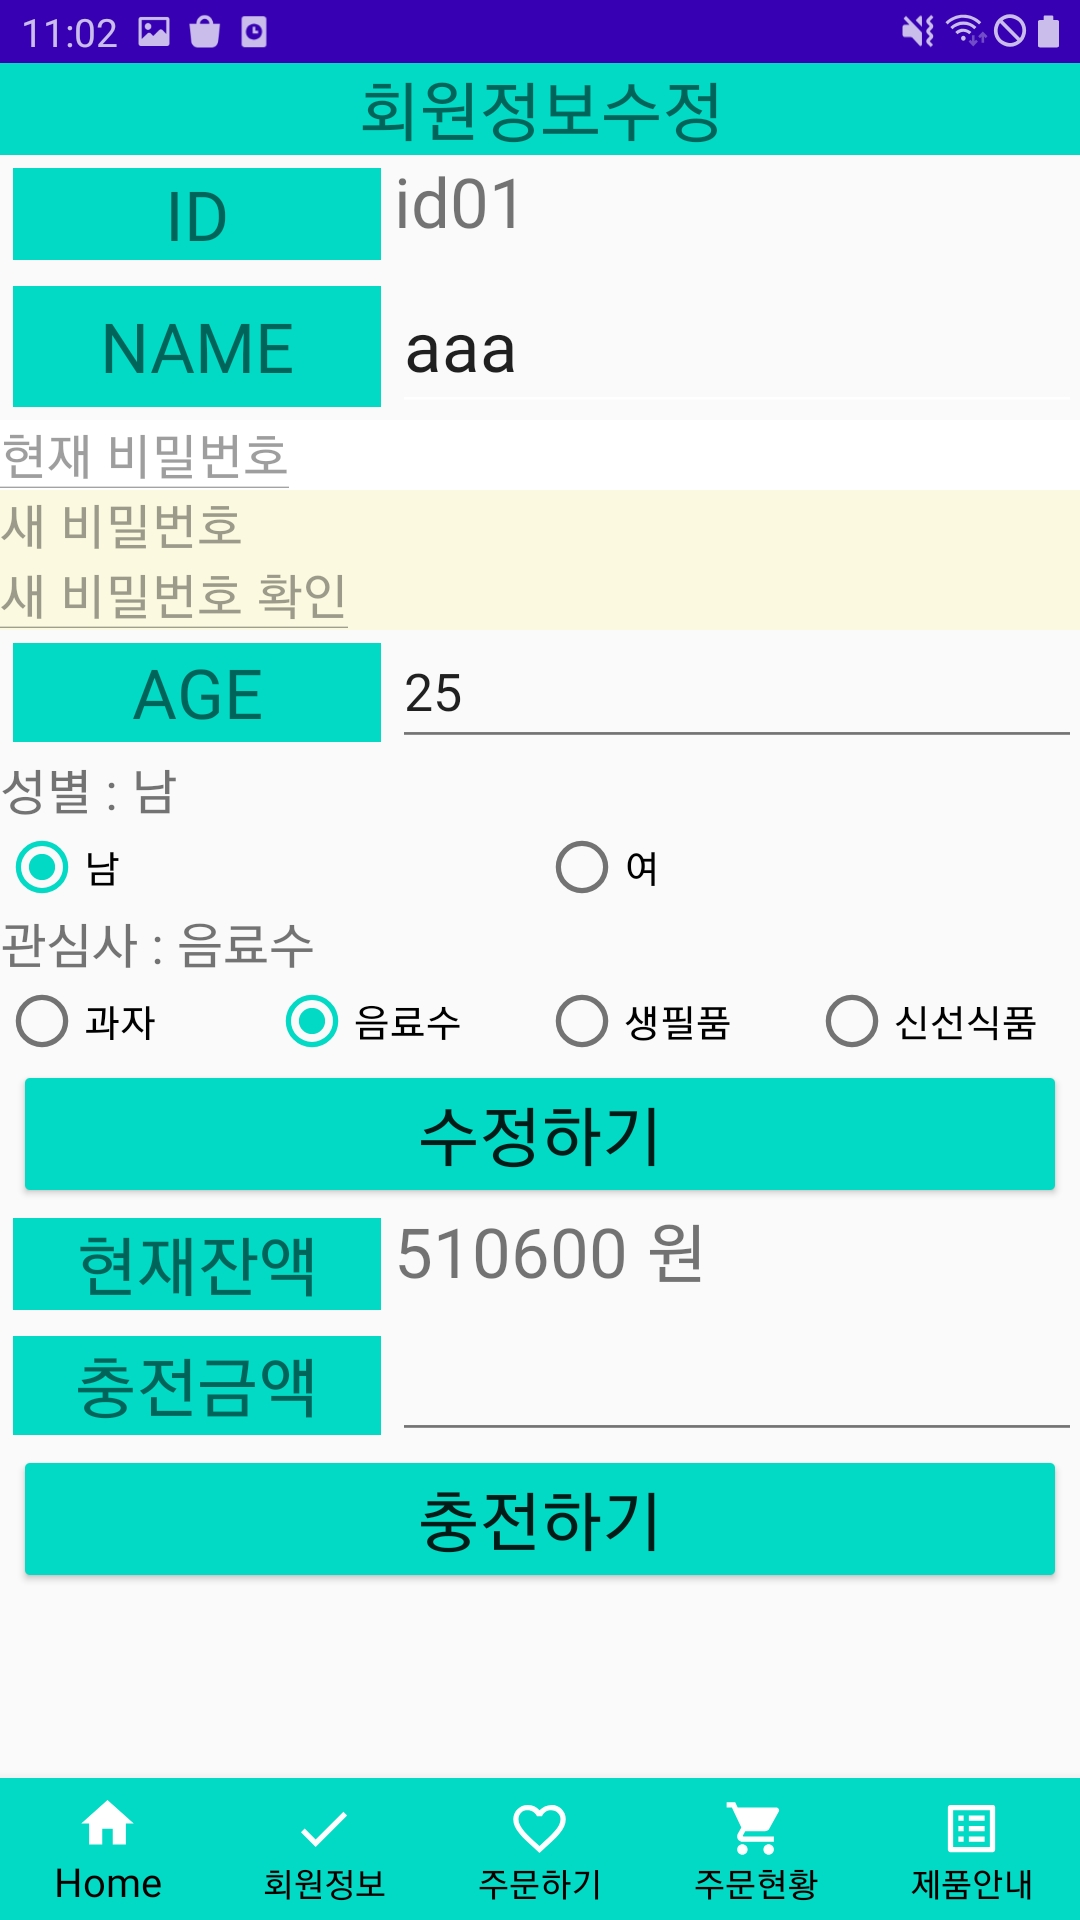 11:02
회원정보수정
ID id01
NAME aaa
현재 비밀번호
새 비밀번호
새 비밀번호 확인
AGE 25
성별 : 남
남 여
관심사 : 음료수
과자 음료수 생필품 신선식품
수정하기
현재잔액 510600 원
충전금액
충전하기
Home 회원정보 주문하기 주문현황 제품안내